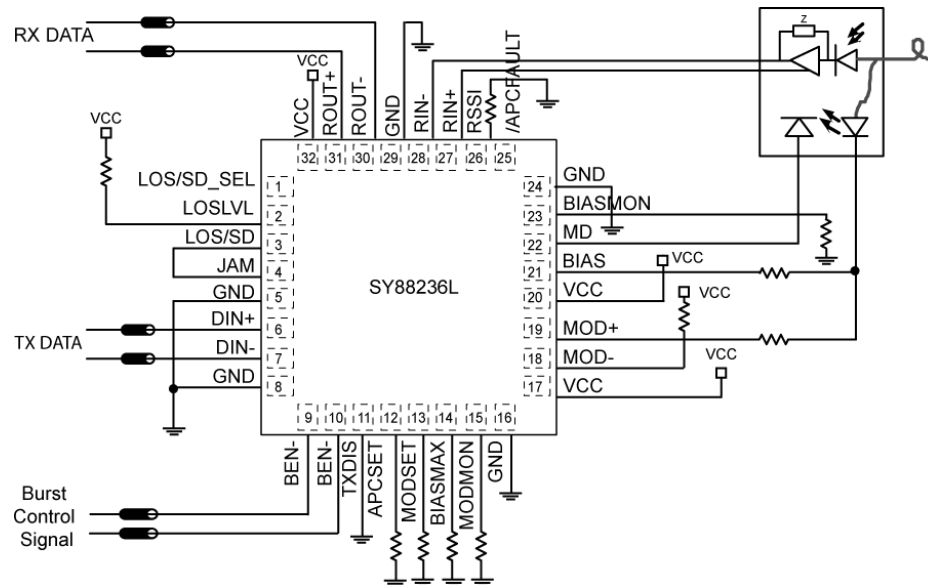 RX DATA
VCC
VCC
ROUT+
ROUT-
GND
RIN-
RIN+
RSSI
/APCFAULT
Z
32
31
30
29
28
27
26
25
VCC
LOS/SD_SEL
1
LOSLVL
2
LOS/SD
3
JAM
4
GND
5
DIN+
6
TX DATA
DIN-
7
GND
8
SY88236L
24
GND
23
BIASMON
22
MD
21
BIAS
VCC
20
VCC
VCC
19
MOD+
18
MOD-
VCC
17
VCC
9
10
11
12
13
14
15
16
BEN-
BEN-
TXDIS
APCSET
MODSET
BIASMAX
MODMON
GND
Burst
Control
Signal